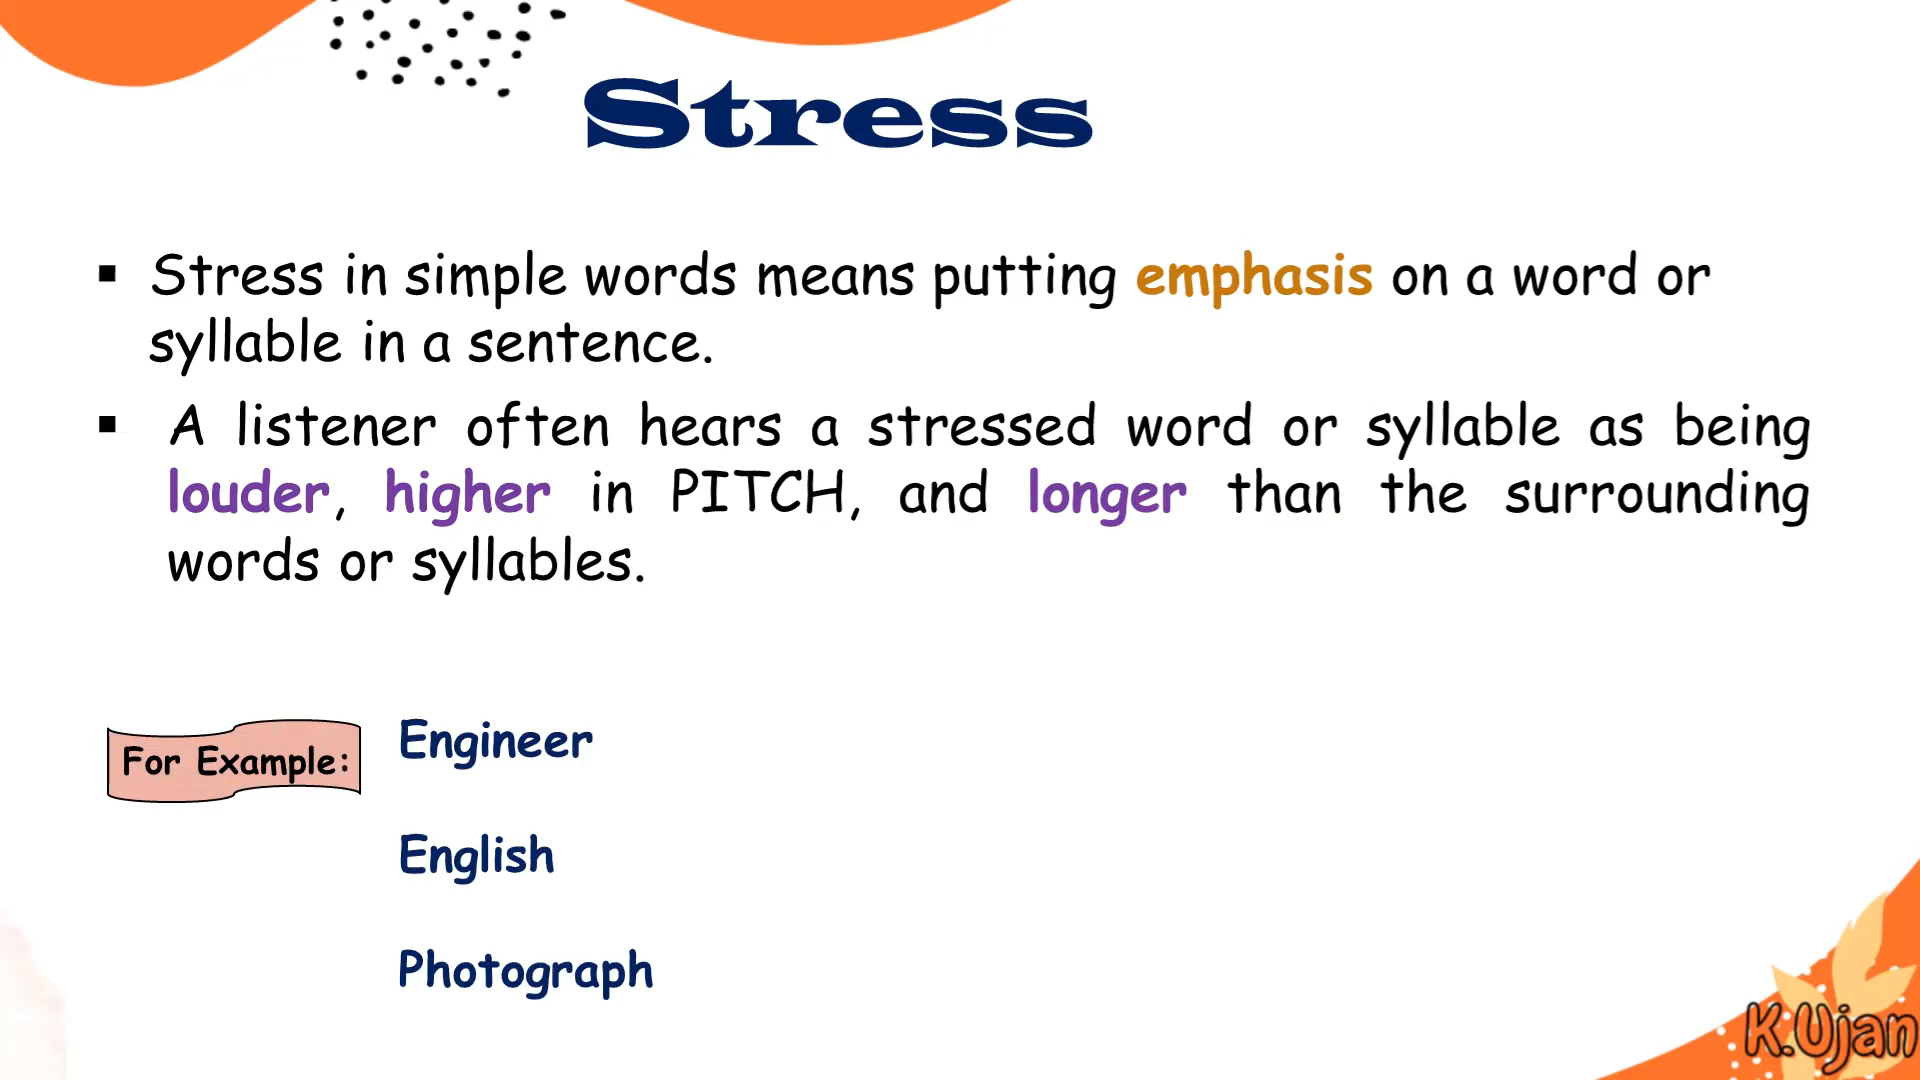 Stress
▪ Stress in simple words means putting emphasis on a word or
syllable in a sentence.
▪ A listener often hears a stressed word or syllable as being
louder, higher in PITCH, and longer than the surrounding
words or syllables.
For Example:
Engineer
English
Photograph
K.Ujan